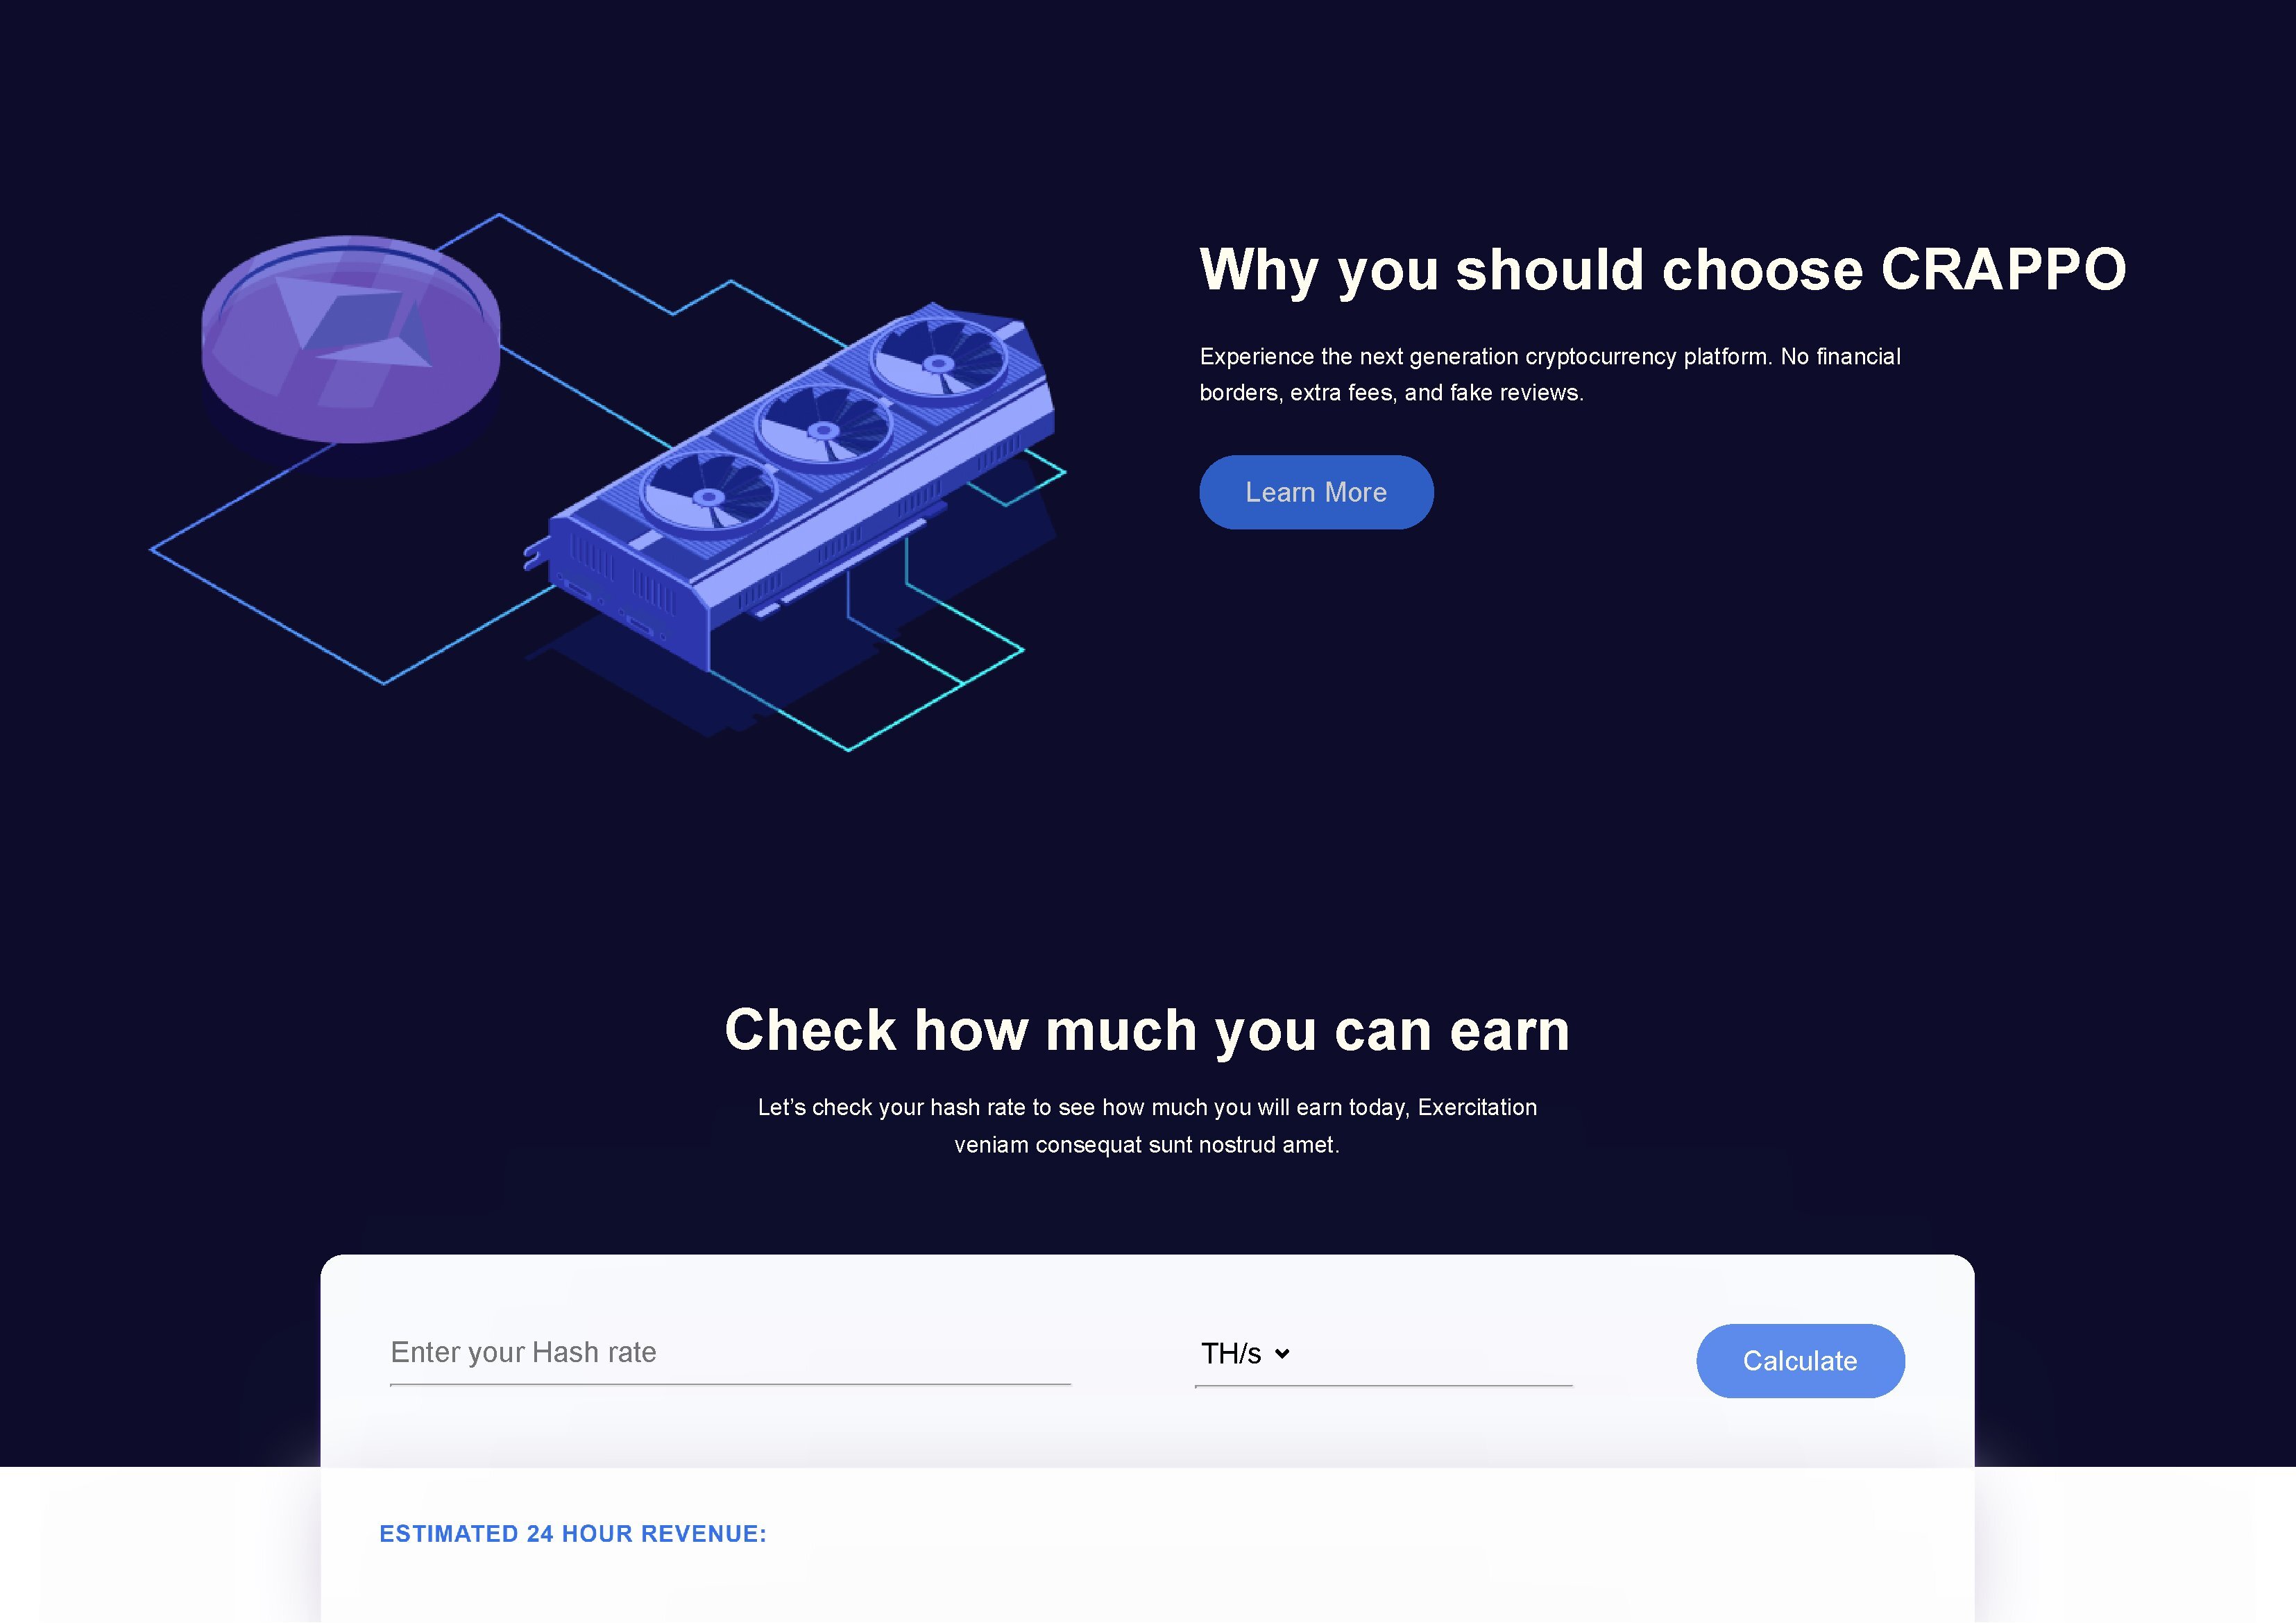 Why you should choose CRAPPO
Experience the next generation cryptocurrency platform. No financial
borders, extra fees, and fake reviews.
Learn More
Check how much you can earn
Let’s check your hash rate to see how much you will earn today, Exercitation
veniam consequat sunt nostrud amet.
Enter your Hash rate
TH/s
Calculate
ESTIMATED 24 HOUR REVENUE: